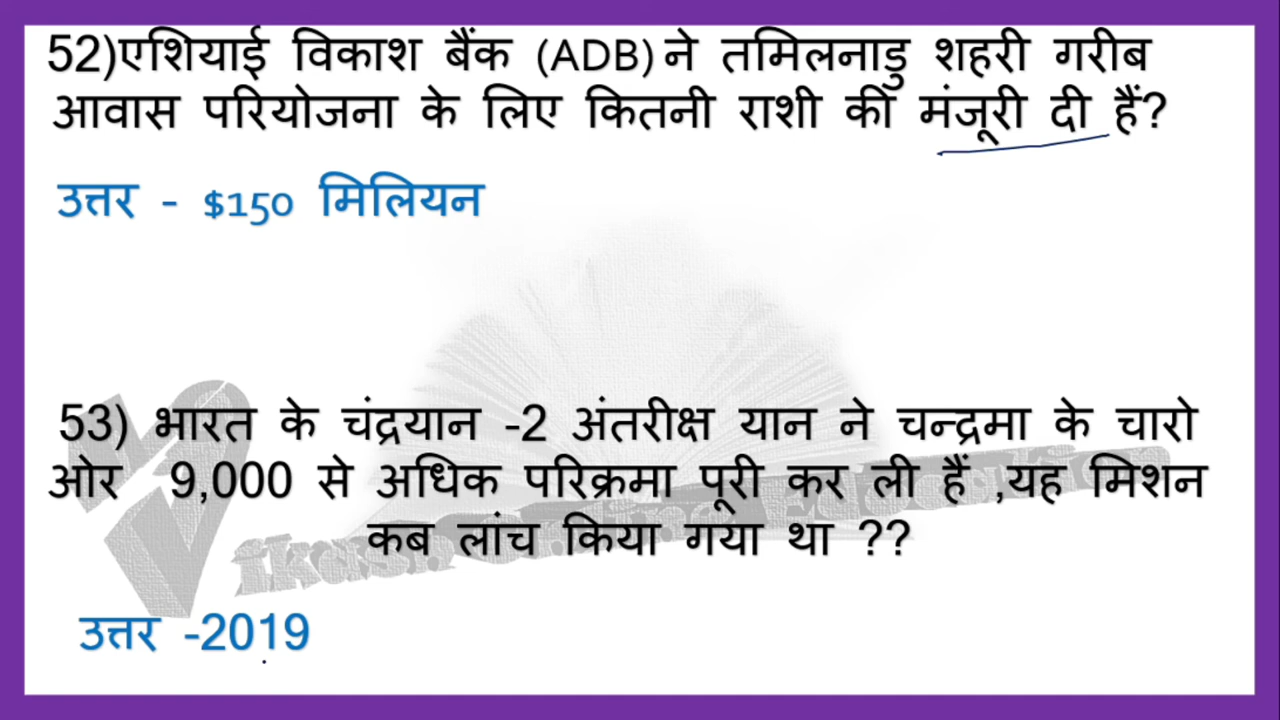 52)एशियाई विकाश बैंक (ADB) ने तमिलनाडु शहरी गरीब
आवास परियोजना के लिए कितनी राशी की मंजूरी दी हैं?
उत्तर - $150 मिलियन
53) भारत के चंद्रयान -2 अंतरीक्ष यान ने चन्द्रमा के चारो
ओर 9,000 से अधिक परिक्रमा पूरी कर ली हैं ,यह मिशन
कब लांच किया गया था ??
उत्तर -2019